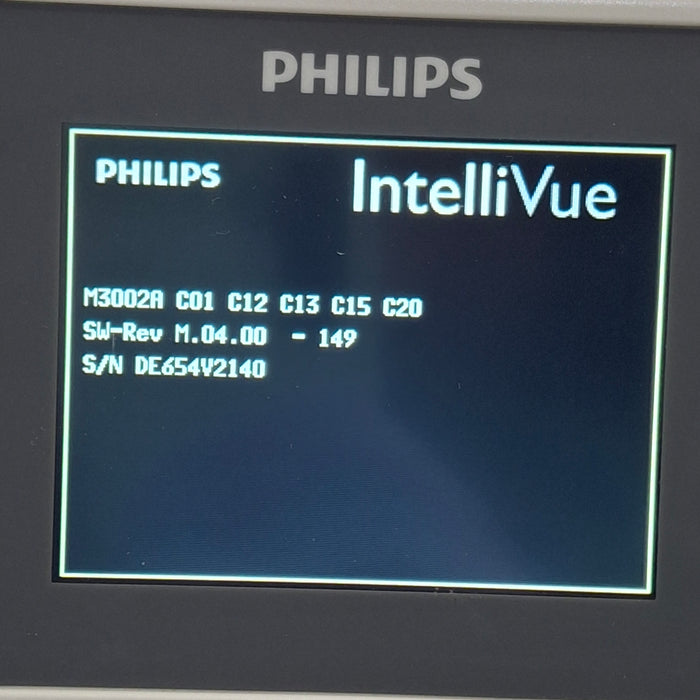 PHILIPS
PHILIPS IntelliVue
M3002A C01 C12 C13 C15 C20
SW-Rev M.04.00 - 149
S/N DE654V2140